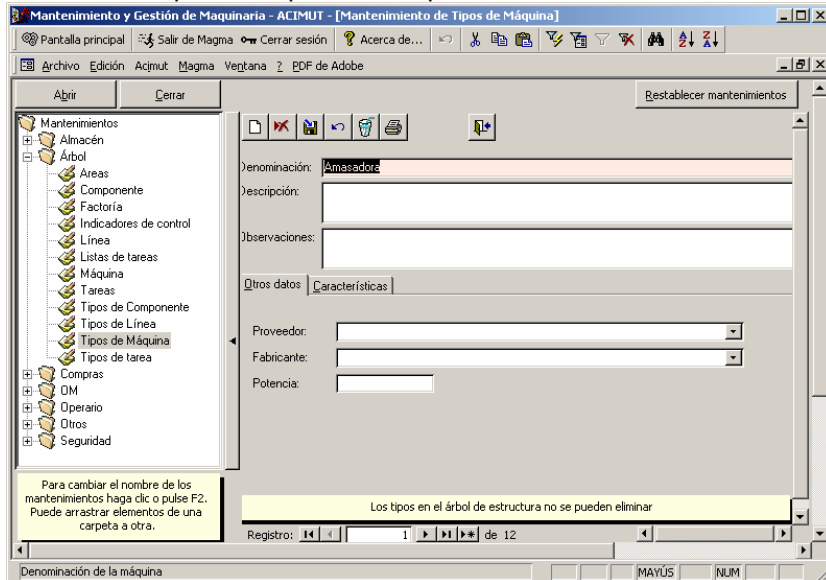 Mantenimiento y Gestión de Maquinaria - ACIMUT - [Mantenimiento de Tipos de Máquina]
Pantalla principal Salir de Magma Cerrar sesión Acerca de...
Archivo Edición Acimut Magma Ventana ? PDF de Adobe
Abrir Cerrar Restablecer mantenimientos
Mantenimientos
Almacén
Árbol
Areas
Componente
Factoría
Indicadores de control
Línea
Listas de tareas
Máquina
Tareas
Tipos de Componente
Tipos de Línea
Tipos de Máquina
Tipos de tarea
Compras
OM
Operario
Otros
Seguridad
Para cambiar el nombre de los
mantenimientos haga clic o pulse F2.
Puede arrastrar elementos de una
carpeta a otra.
Denominación: Amasadora
Descripción:
Observaciones:
Otros datos Características
Proveedor:
Fabricante:
Potencia:
Los tipos en el árbol de estructura no se pueden eliminar
Registro: 1 de 12
Denominación de la máquina MAYÚS NUM